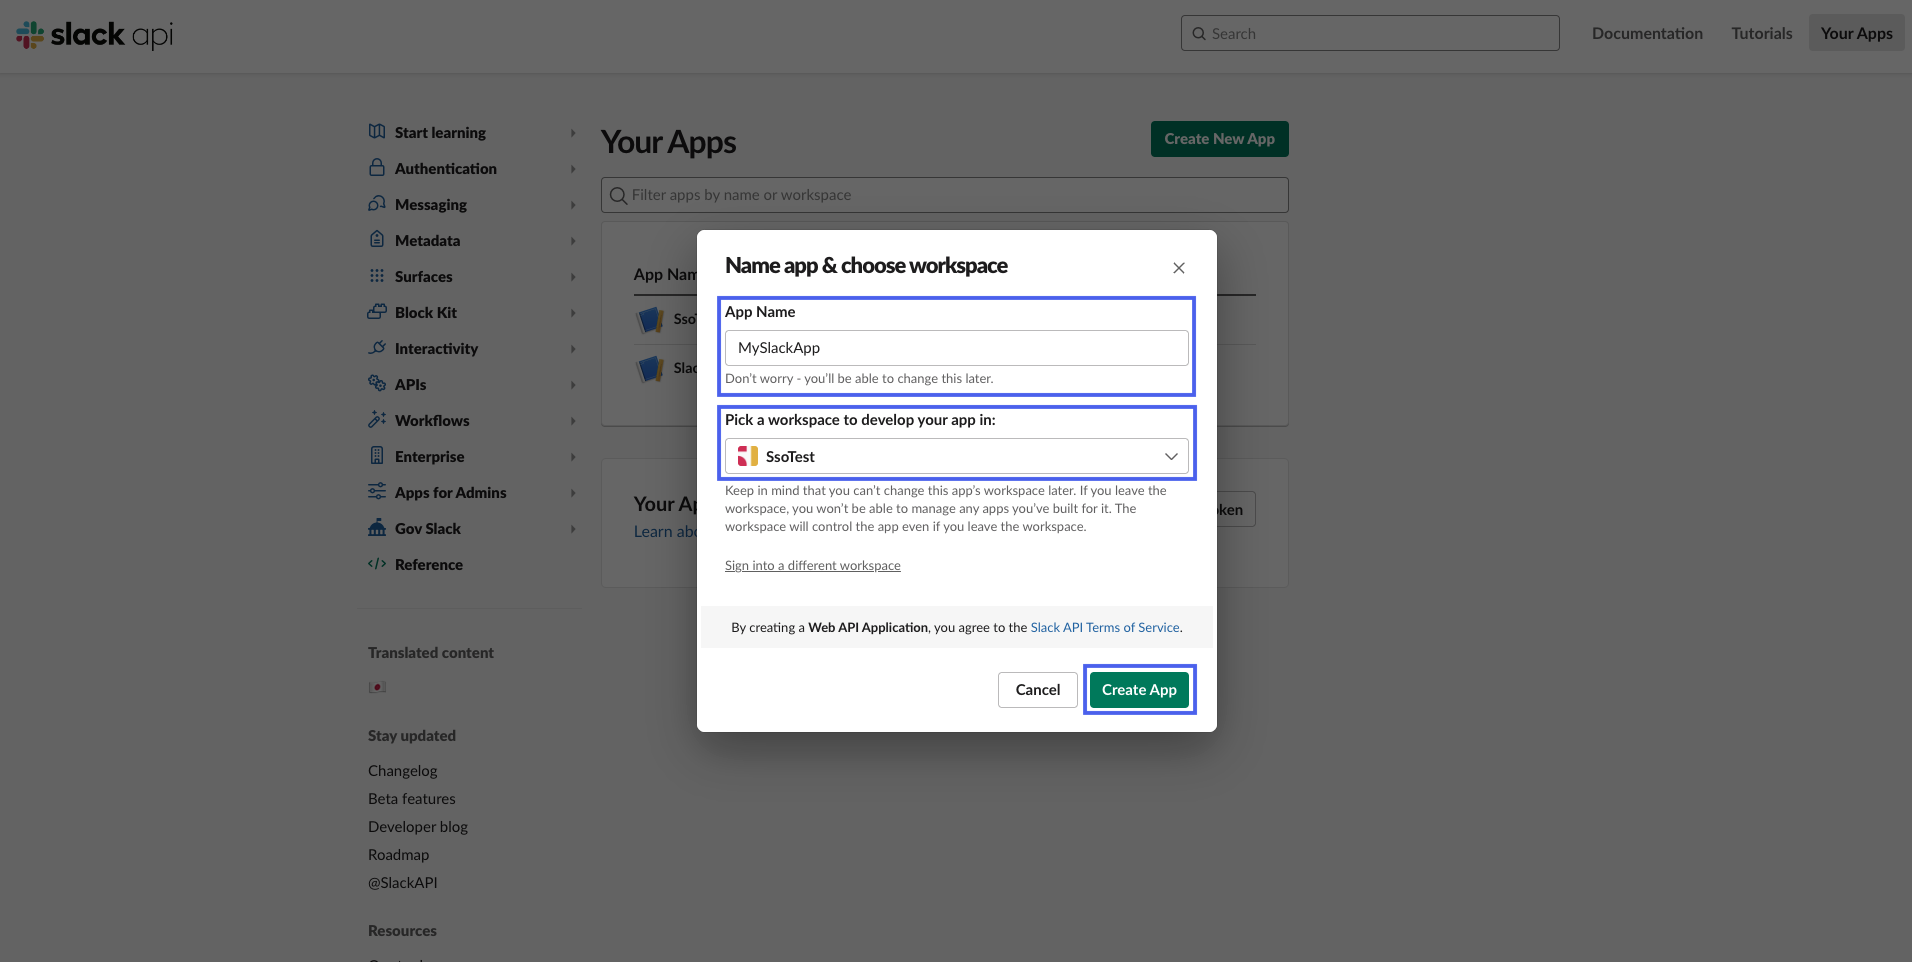 slack api
Search
Documentation
Tutorials
Your Apps
Start learning
Authentication
Messaging
Metadata
Surfaces
Block Kit
Interactivity
APIs
Workflows
Enterprise
Apps for Admins
Gov Slack
Reference
Translated content
Stay updated
Changelog
Beta features
Developer blog
Roadmap
@SlackAPI
Resources
Your Apps
Create New App
Filter apps by name or workspace
App Nam
Sso
Slac
Your Ap
Learn abo
ken
Name app & choose workspace
App Name
MySlackApp
Don't worry - you'll be able to change this later.
Pick a workspace to develop your app in:
SsoTest
Keep in mind that you can't change this app's workspace later. If you leave the
workspace, you won't be able to manage any apps you've built for it. The
workspace will control the app even if you leave the workspace.
Sign into a different workspace
By creating a Web API Application, you agree to the Slack API Terms of Service.
Cancel
Create App